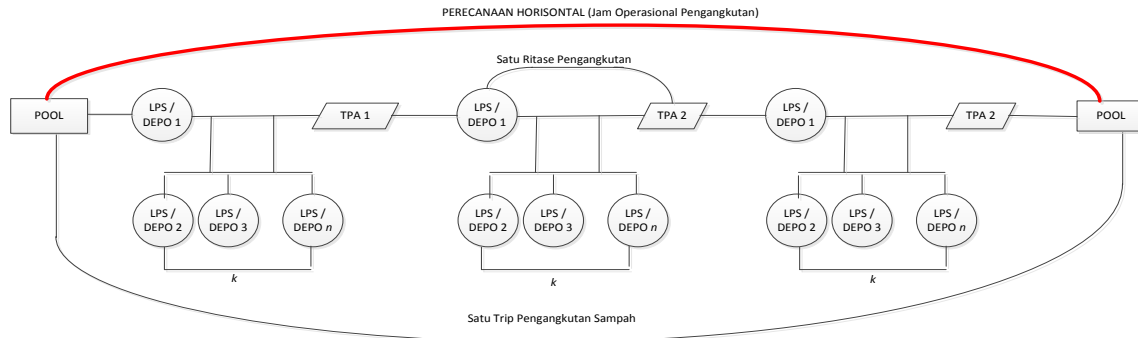 PERECANAAN HORISONTAL (Jam Operasional Pengangkutan)
Satu Ritase Pengangkutan
POOL
LPS /
DEPO 1
TPA 1
LPS /
DEPO 1
TPA 2
LPS /
DEPO 1
TPA 2
POOL
LPS /
DEPO 2
LPS /
DEPO 3
LPS /
DEPO n
LPS /
DEPO 2
LPS /
DEPO 3
LPS /
DEPO n
LPS /
DEPO 2
LPS /
DEPO 3
LPS /
DEPO n
k
k
k
Satu Trip Pengangkutan Sampah